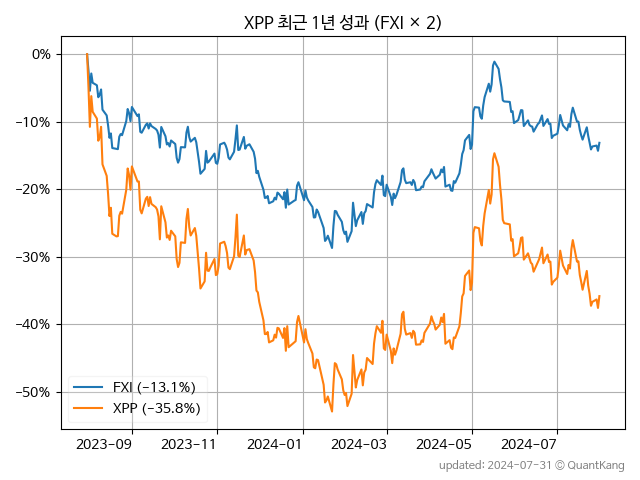 XPP 최근 1년 성과 (FXI × 2)
0%
−10%
−20%
−30%
−40%
−50%
FXI (−13.1%)
XPP (−35.8%)
2023−09 2023−11 2024−01 2024−03 2024−05 2024−07
updated: 2024-07-31 © QuantKang